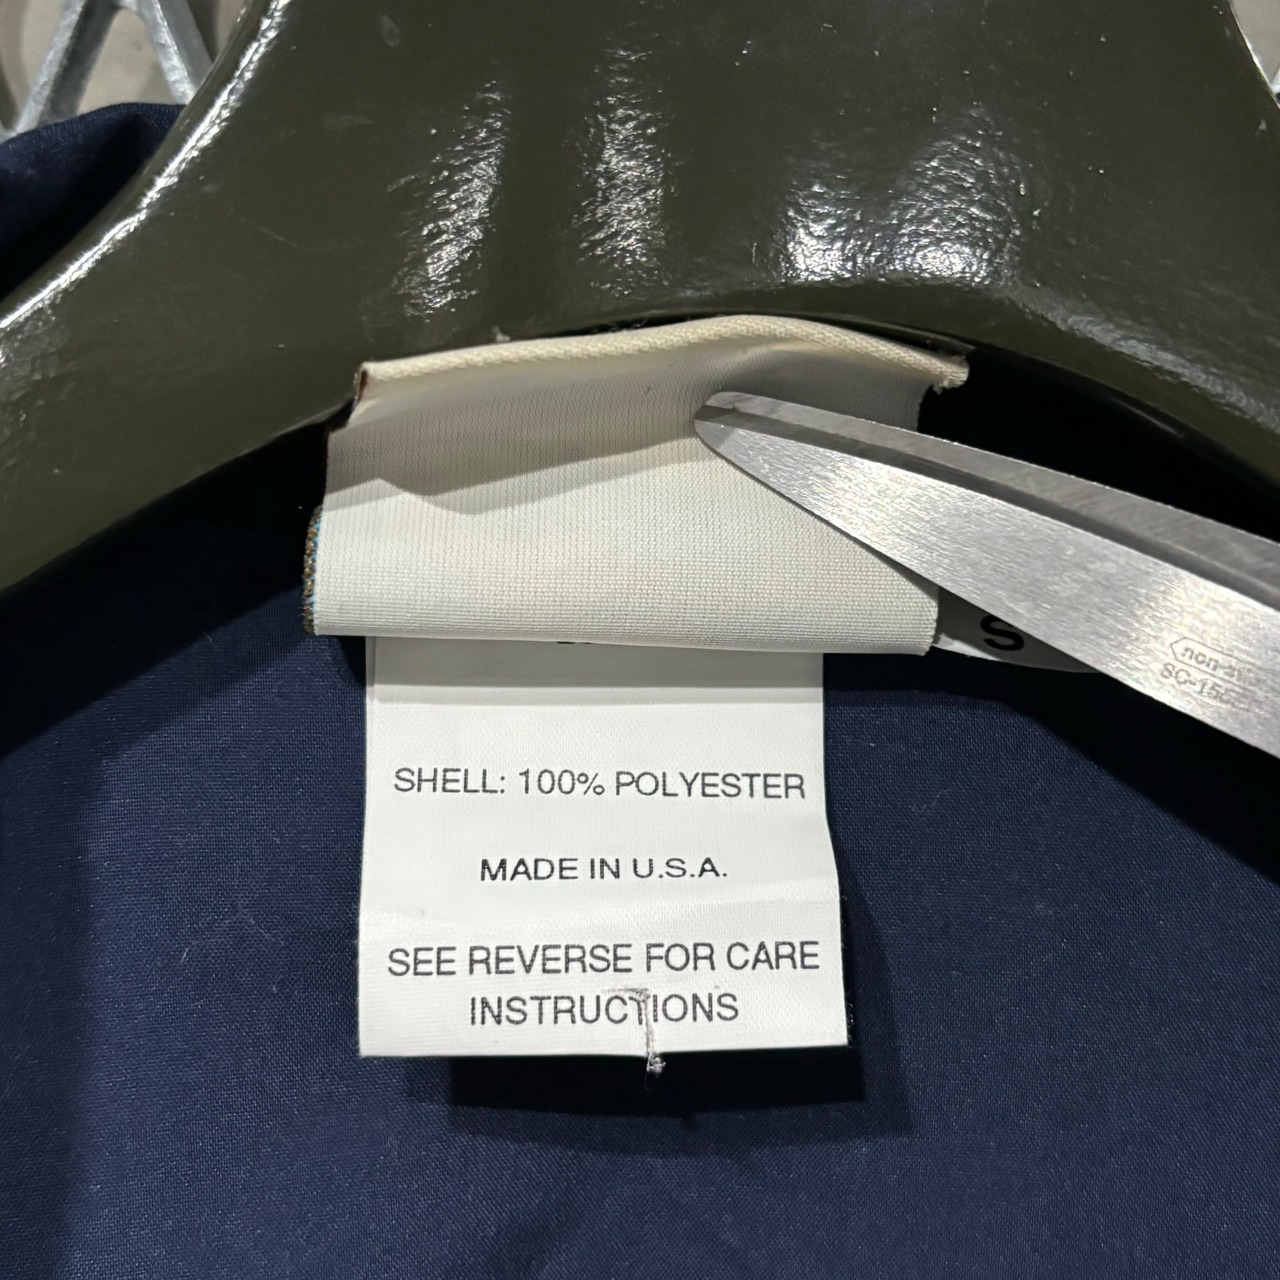 S
SHELL: 100% POLYESTER
MADE IN U.S.A.
SEE REVERSE FOR CARE
INSTRUCTIONS